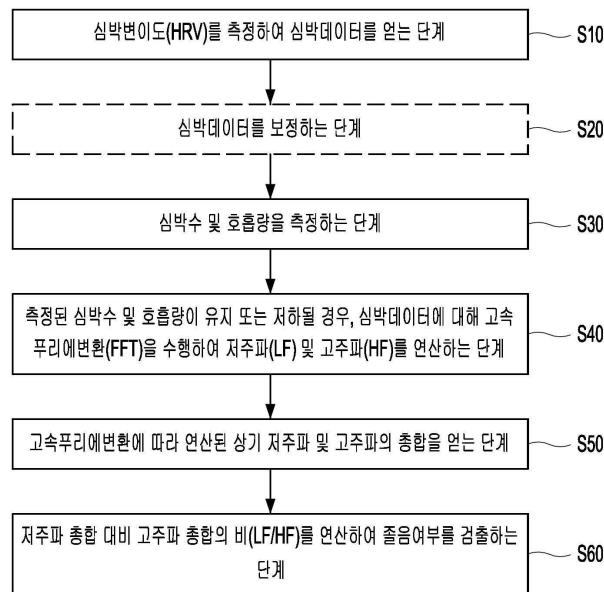 심박변이도(HRV)를 측정하여 심박데이터를 얻는 단계
S10
심박데이터를 보정하는 단계
S20
심박수 및 호흡량을 측정하는 단계
S30
측정된 심박수 및 호흡량이 유지 또는 저하될 경우, 심박데이터에 대해 고속
푸리에변환(FFT)을 수행하여 저주파(LF) 및 고주파(HF)를 연산하는 단계
S40
고속푸리에변환에 따라 연산된 상기 저주파 및 고주파의 총합을 얻는 단계
S50
저주파 총합 대비 고주파 총합의 비(LF/HF)를 연산하여 졸음여부를 검출하는
단계
S60